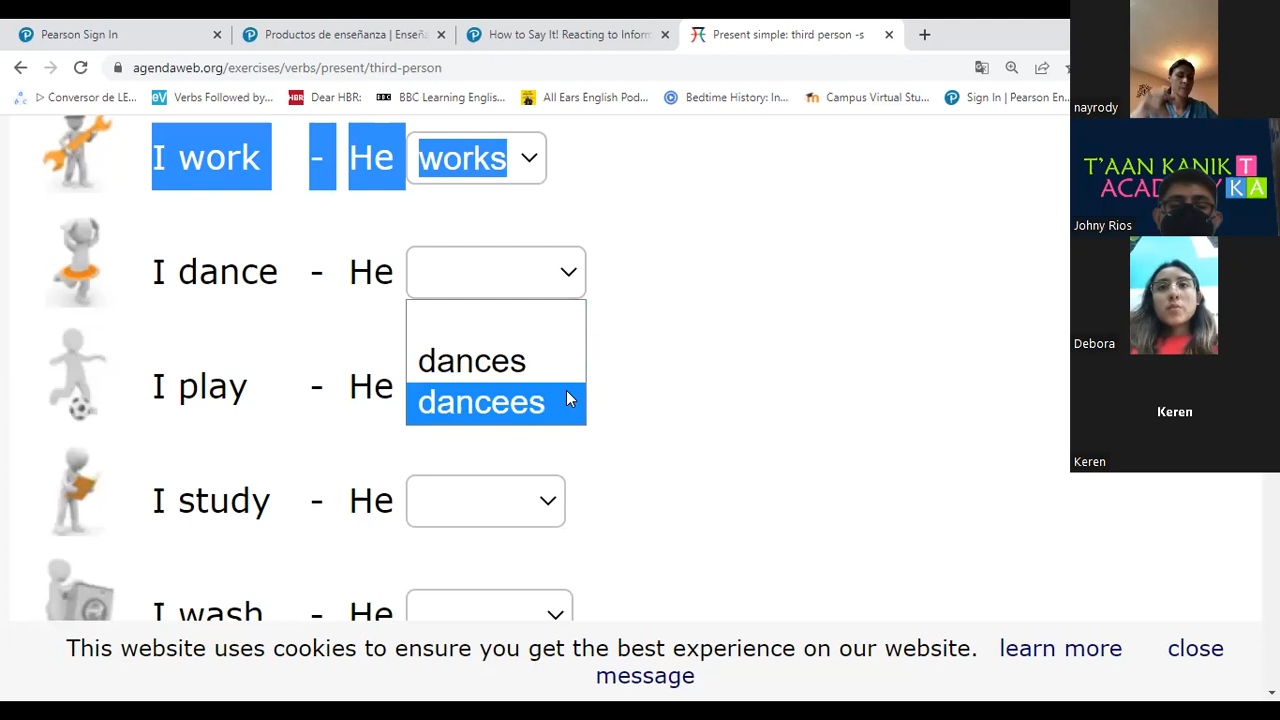 Pearson Sign In
Productos de enseñanza | Enseña
How to Say It! Reacting to Inform
Present simple: third person -s
agendaweb.org/exercises/verbs/present/third-person
Conversor de LE...
Verbs Followed by...
HBR Dear HBR:
BBC BBC Learning Englis...
All Ears English Pod...
Bedtime History: In...
Campus Virtual Stu...
Sign In | Pearson En...
I work - He works
I dance - He
dances
dancees
I play - He
I study - He
I wash - He
This website uses cookies to ensure you get the best experience on our website. learn more close
message
nayrody
T'AAN KANIK T
ACADEMY K A
Johny Rios
Debora
Keren
Keren